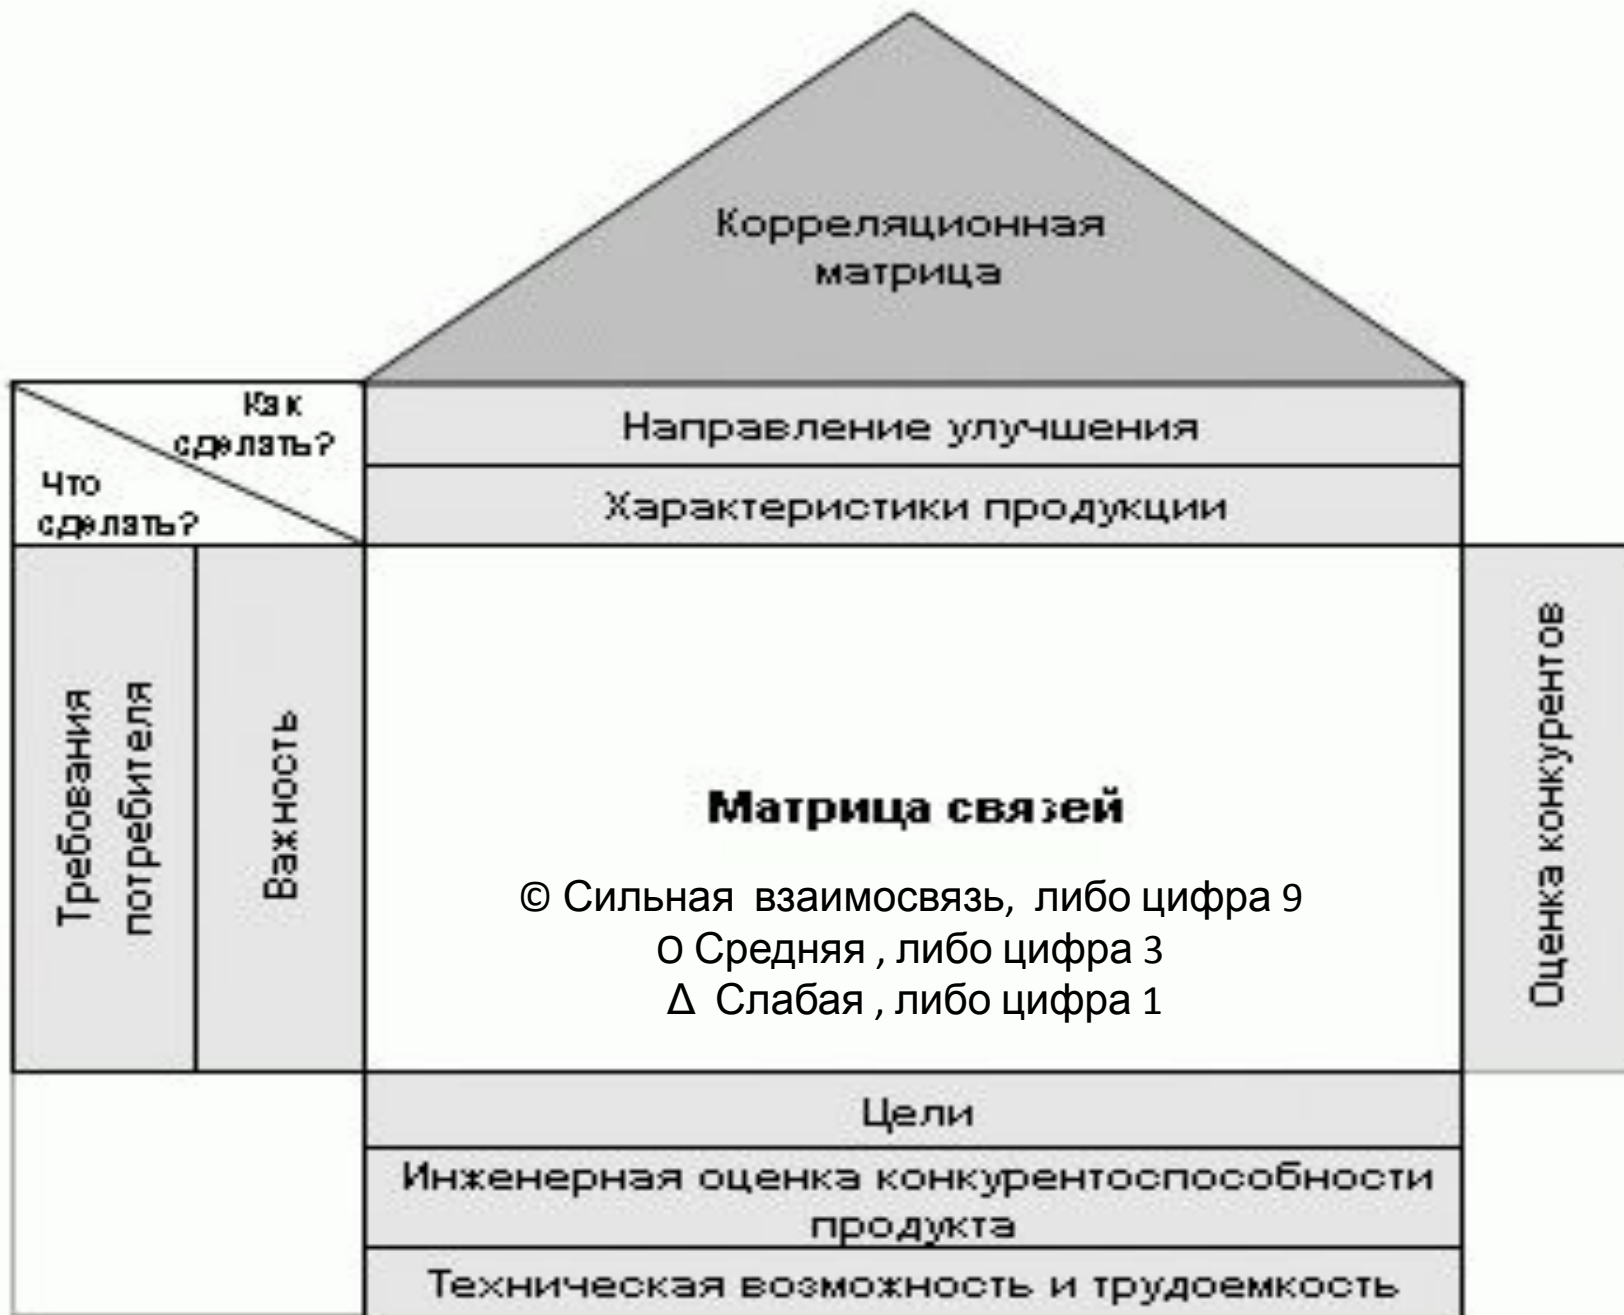 Корреляционная
матрица
Как
сделать?
Что
сделать?
Направление улучшения
Характеристики продукции
Требования
потребителя
Важность
Матрица связей
© Сильная взаимосвязь, либо цифра 9
О Средняя , либо цифра 3
Δ Слабая , либо цифра 1
Оценка конкурентов
Цели
Инженерная оценка конкурентоспособности
продукта
Техническая возможность и трудоемкость